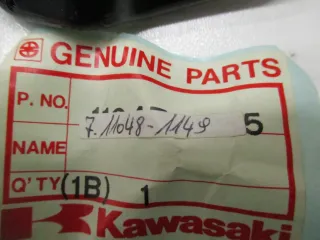 GENUINE PARTS
P. NO.
7. 11048-1149 5
NAME
Q'TY (1B) 1
Kawasaki